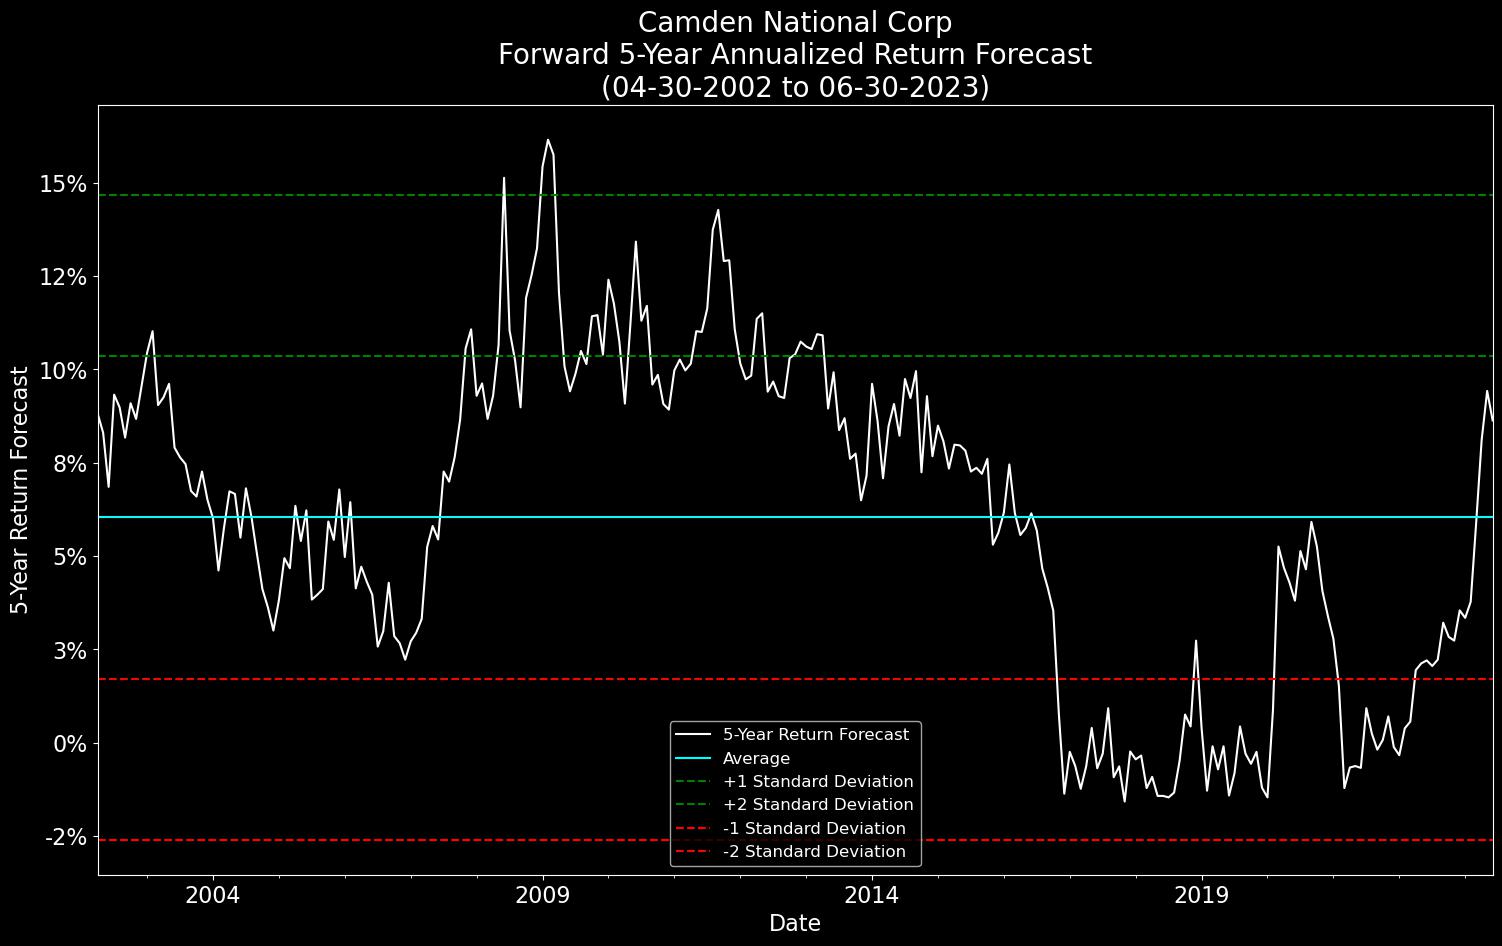 Camden National Corp
Forward 5-Year Annualized Return Forecast
(04-30-2002 to 06-30-2023)
5-Year Return Forecast
15%
12%
10%
8%
5%
3%
0%
-2%
5-Year Return Forecast
Average
+1 Standard Deviation
+2 Standard Deviation
-1 Standard Deviation
-2 Standard Deviation
2004 2009 2014 2019
Date